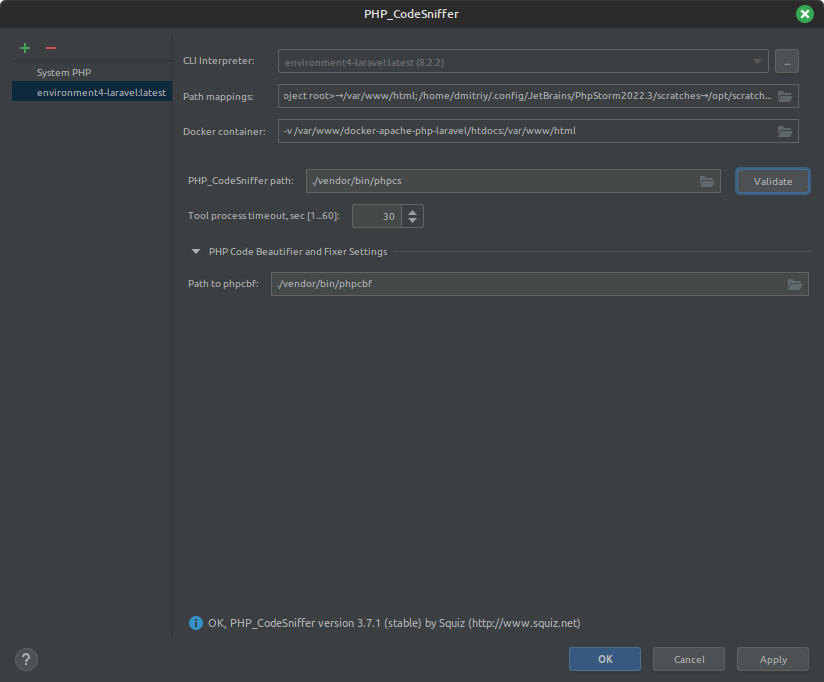 PHP_CodeSniffer
System PHP
environment4-laravel:latest
CLI Interpreter: environment4-laravel:latest (8.2.2) ...
Path mappings: oject root>→/var/www/html;/home/dmitriy/.config/JetBrains/PhpStorm2022.3/scratches→/opt/scratch...
Docker container: -v /var/www/docker-apache-php-laravel/htdocs:/var/www/html
PHP_CodeSniffer path: ./vendor/bin/phpcs Validate
Tool process timeout, sec [1...60]: 30
PHP Code Beautifier and Fixer Settings
Path to phpcbf: ./vendor/bin/phpcbf
OK, PHP_CodeSniffer version 3.7.1 (stable) by Squiz (http://www.squiz.net)
? OK Cancel Apply